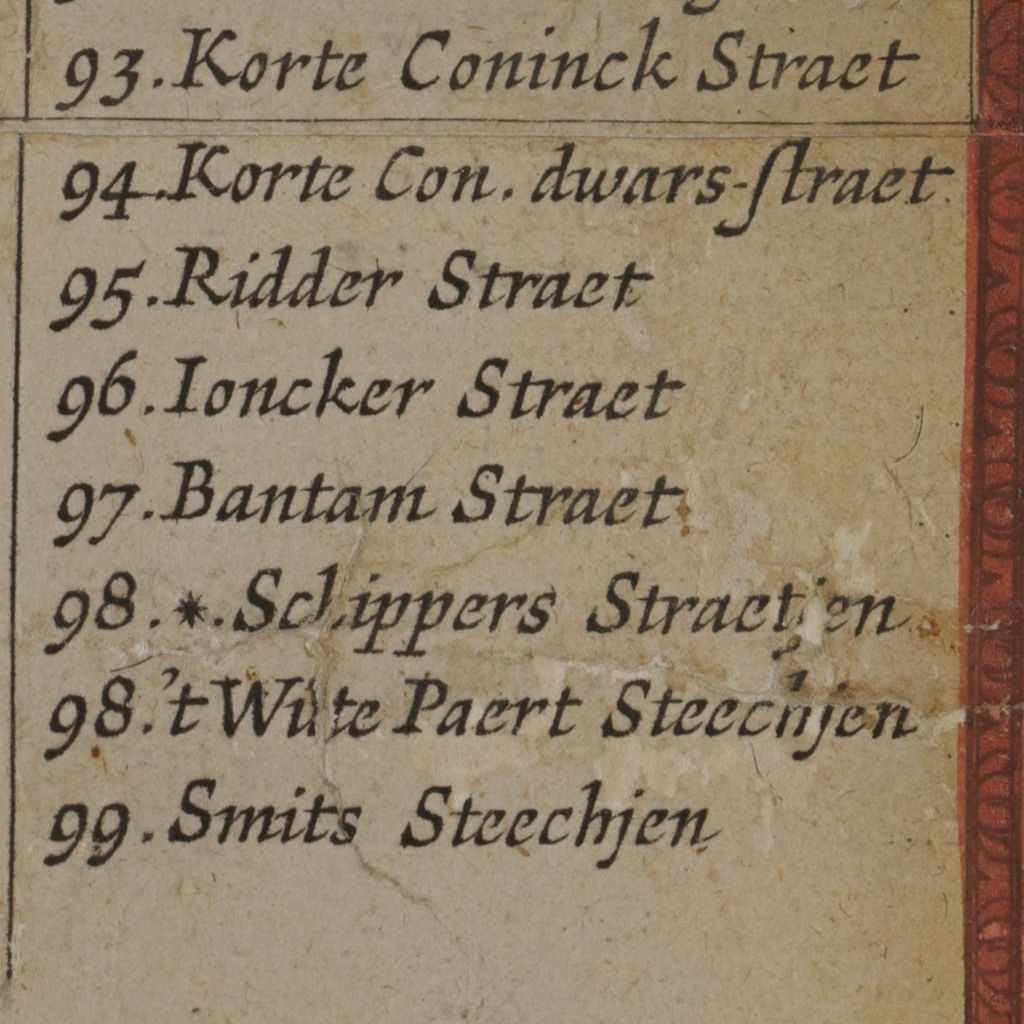 93. Korte Coninck Straet
94. Korte Con. dwars-ſtraet
95. Ridder Straet
96. Ioncker Straet
97. Bantam Straet
98. *. Schippers Straetjen
98. 't Witte Paert Steechjen
99. Smits Steechjen